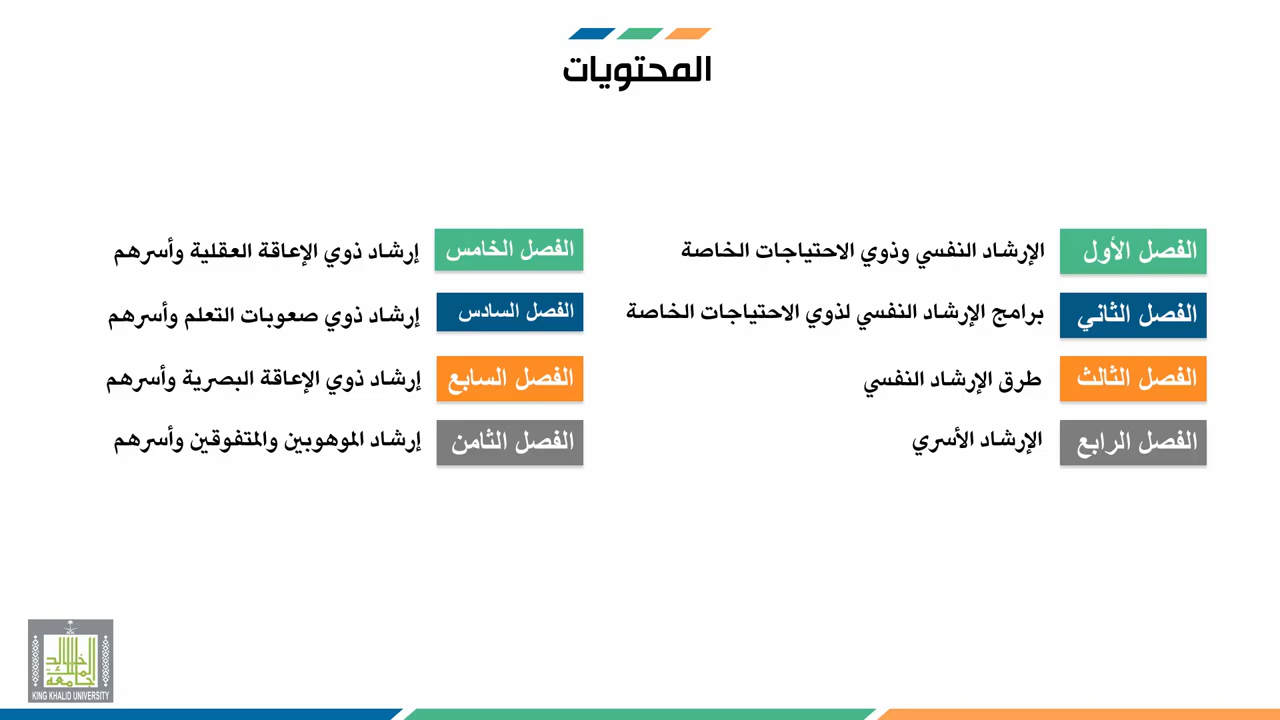 المحتويات
الفصل الأول
الإرشاد النفسي وذوي الاحتياجات الخاصة
الفصل الثاني
برامج الإرشاد النفسي لذوي الاحتياجات الخاصة
الفصل الثالث
طرق الإرشاد النفسي
الفصل الرابع
الإرشاد الأسري
الفصل الخامس
إرشاد ذوي الإعاقة العقلية وأسرهم
الفصل السادس
إرشاد ذوي صعوبات التعلم وأسرهم
الفصل السابع
إرشاد ذوي الإعاقة البصرية وأسرهم
الفصل الثامن
إرشاد الموهوبين والمتفوقين وأسرهم
جامعة الملك خالد
KING KHALID UNIVERSITY